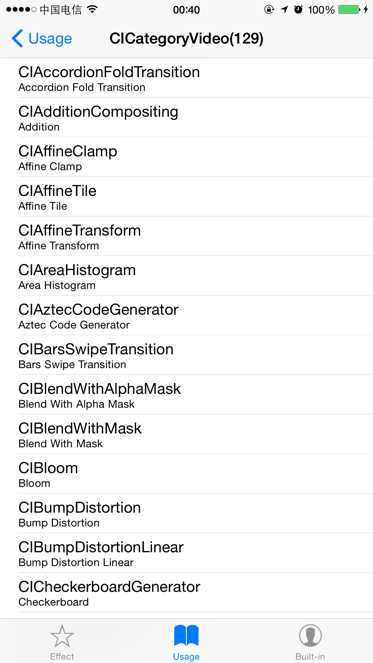 中国电信 00:40 100%
Usage CICategoryVideo(129)
CIAccordionFoldTransition
Accordion Fold Transition
CIAdditionCompositing
Addition
CIAffineClamp
Affine Clamp
CIAffineTile
Affine Tile
CIAffineTransform
Affine Transform
CIAreaHistogram
Area Histogram
CIAztecCodeGenerator
Aztec Code Generator
CIBarsSwipeTransition
Bars Swipe Transition
CIBlendWithAlphaMask
Blend With Alpha Mask
CIBlendWithMask
Blend With Mask
CIBloom
Bloom
CIBumpDistortion
Bump Distortion
CIBumpDistortionLinear
Bump Distortion Linear
CICheckerboardGenerator
Checkerboard
Effect Usage Built-in